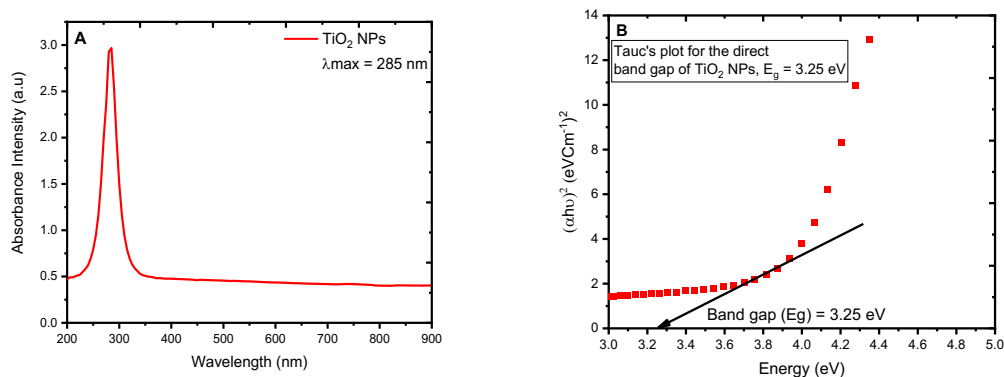 A
TiO₂ NPs
λmax = 285 nm
Absorbance Intensity (a.u)
3.0
2.5
2.0
1.5
1.0
0.5
0.0
200 300 400 500 600 700 800 900
Wavelength (nm)
B
Tauc's plot for the direct
band gap of TiO₂ NPs, E_g = 3.25 eV
(αhυ)² (eVCm⁻¹)²
14
12
10
8
6
4
2
0
Band gap (Eg) = 3.25 eV
3.0 3.2 3.4 3.6 3.8 4.0 4.2 4.4 4.6 4.8 5.0
Energy (eV)